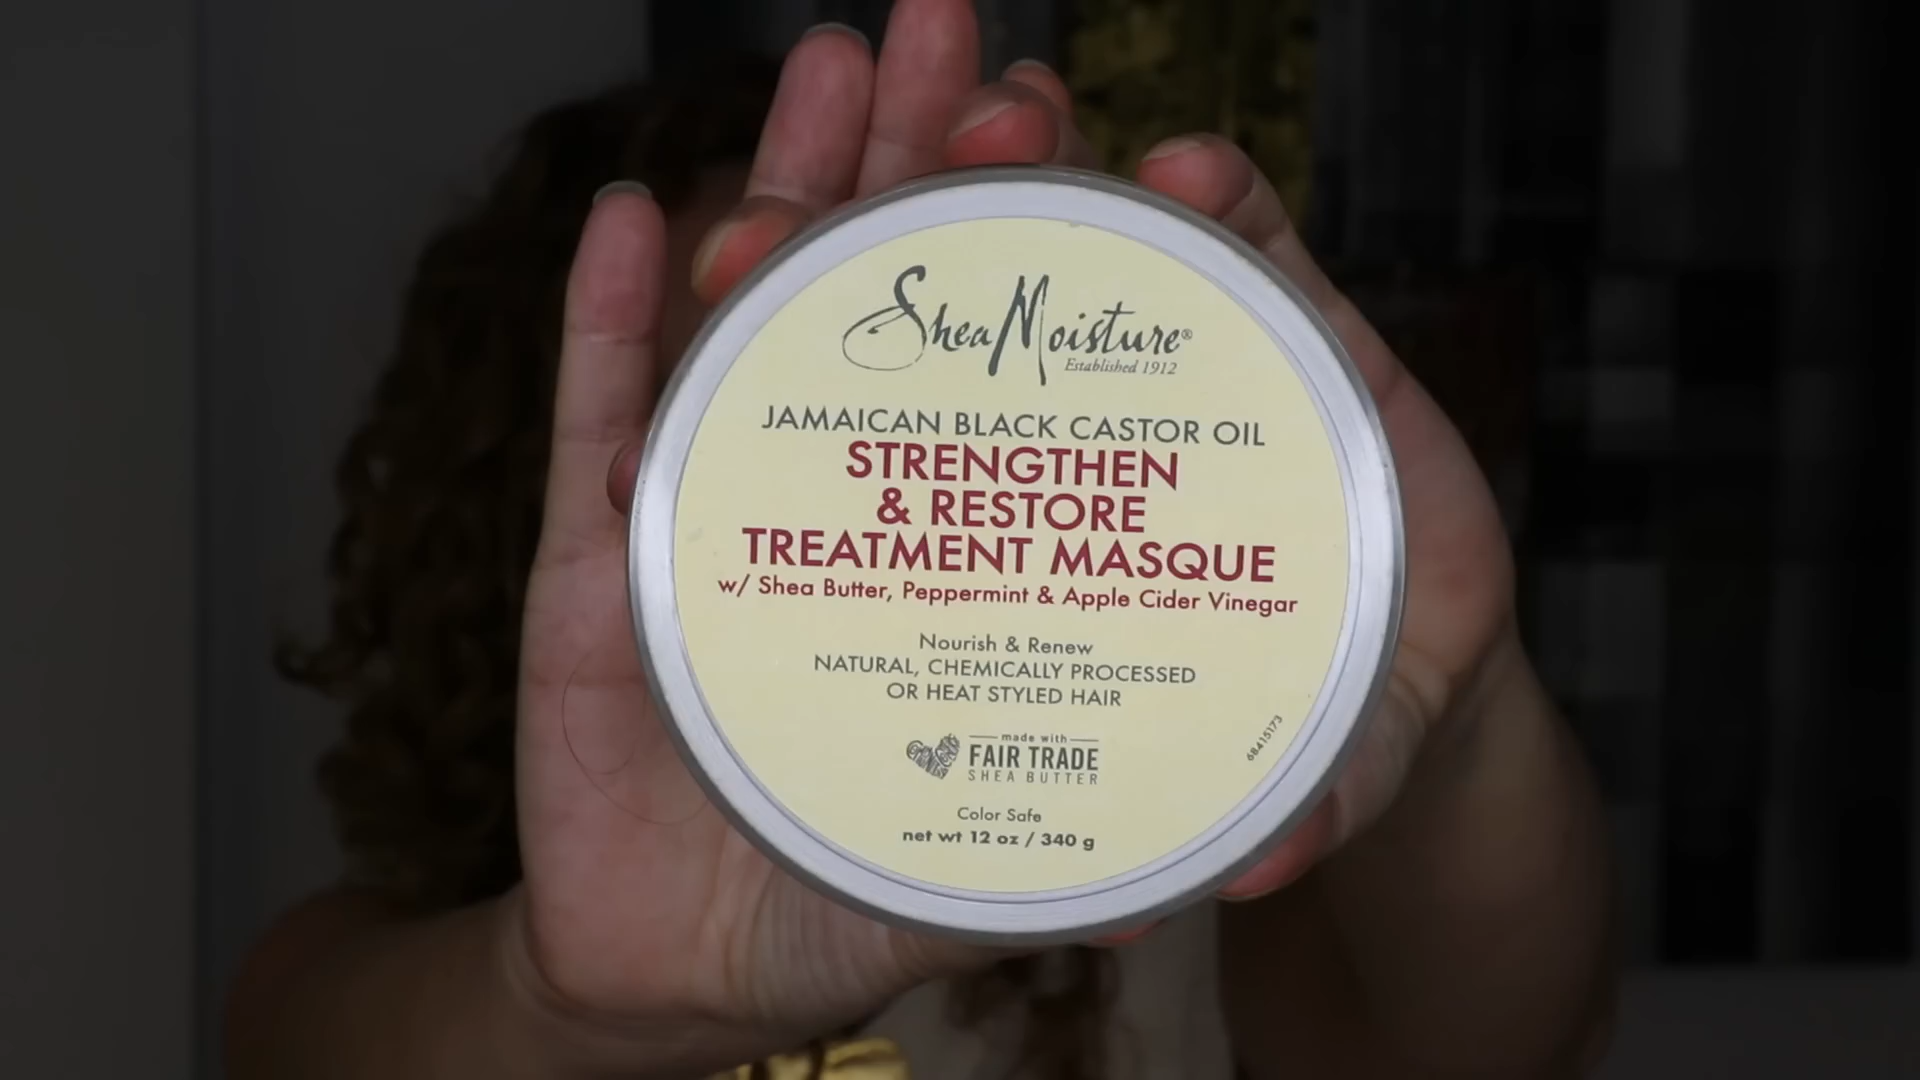 SheaMoisture®
Established 1912
JAMAICAN BLACK CASTOR OIL
STRENGTHEN
& RESTORE
TREATMENT MASQUE
w/ Shea Butter, Peppermint & Apple Cider Vinegar
Nourish & Renew
NATURAL, CHEMICALLY PROCESSED
OR HEAT STYLED HAIR
made with
FAIR TRADE
SHEA BUTTER
68415173
Color Safe
net wt 12 oz / 340 g